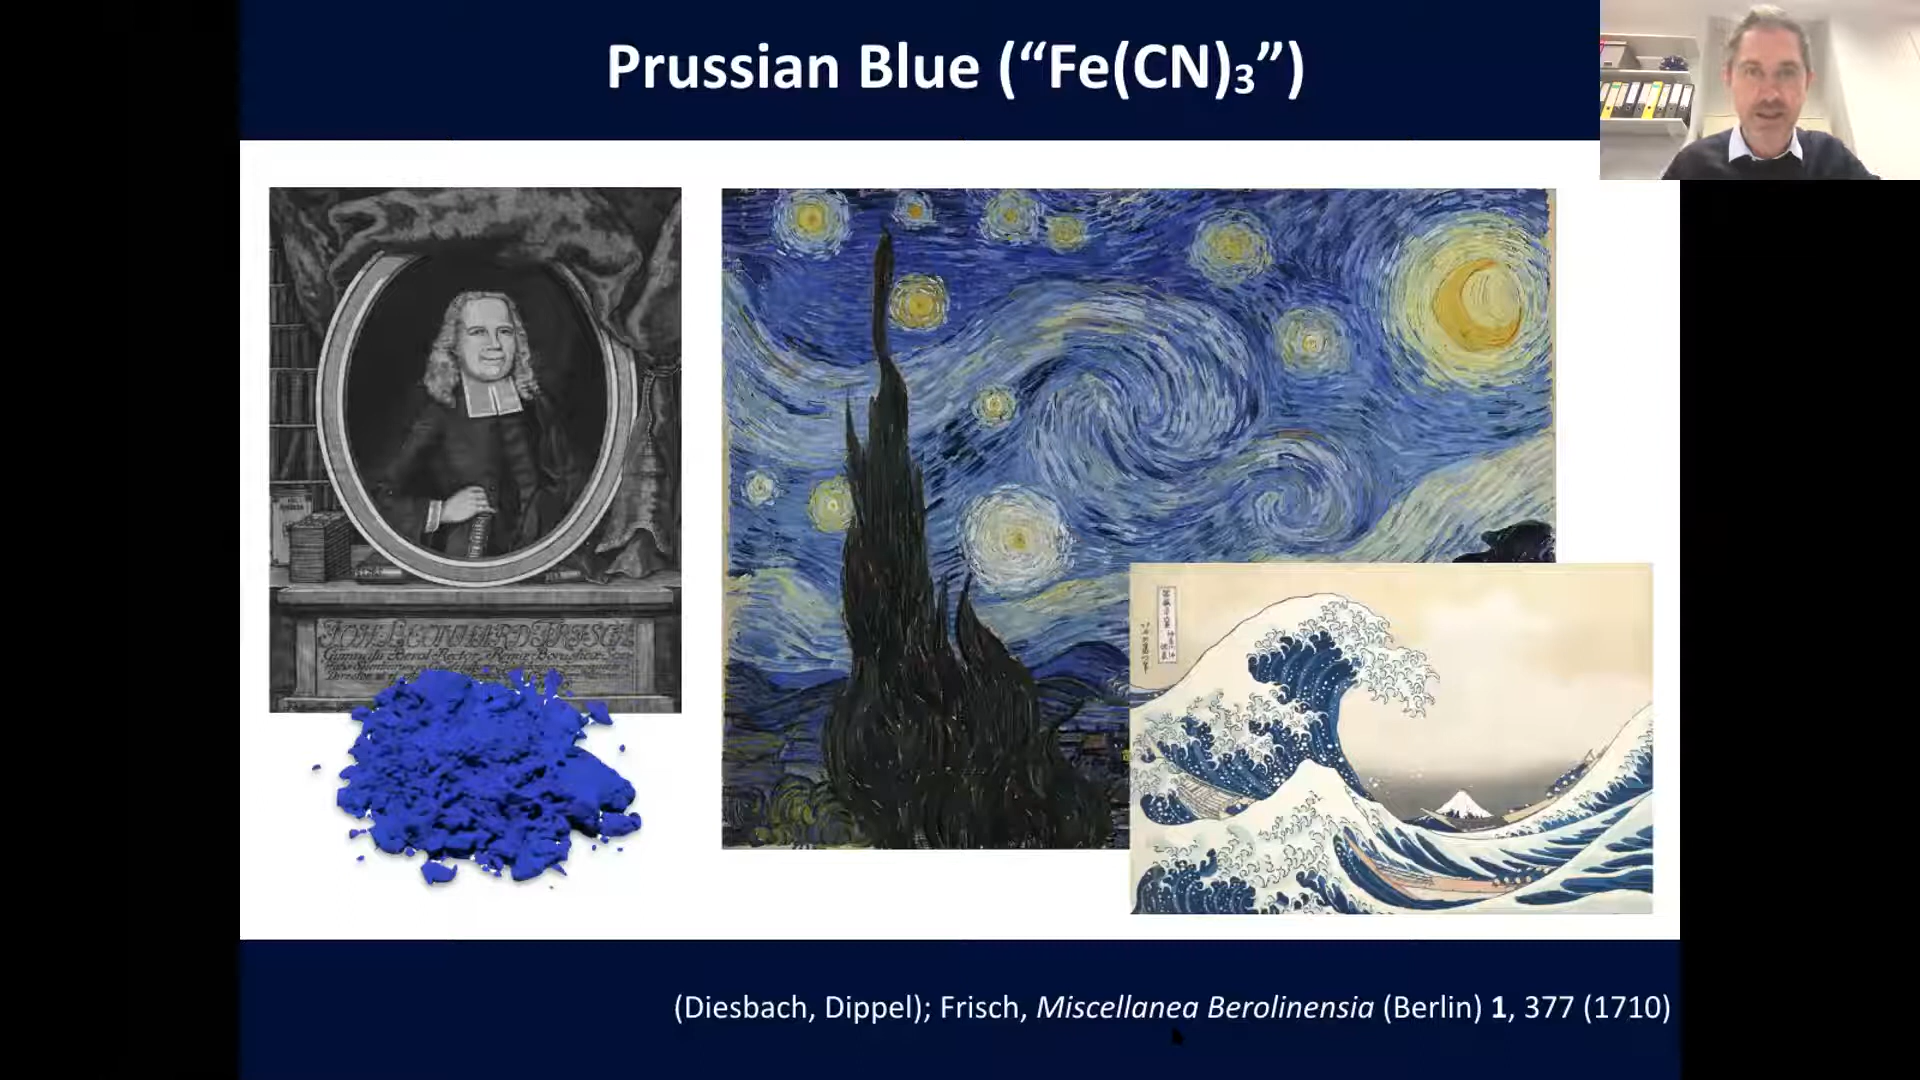 Prussian Blue (“Fe(CN)₃”)
(Diesbach, Dippel); Frisch, Miscellanea Berolinensia (Berlin) 1, 377 (1710)